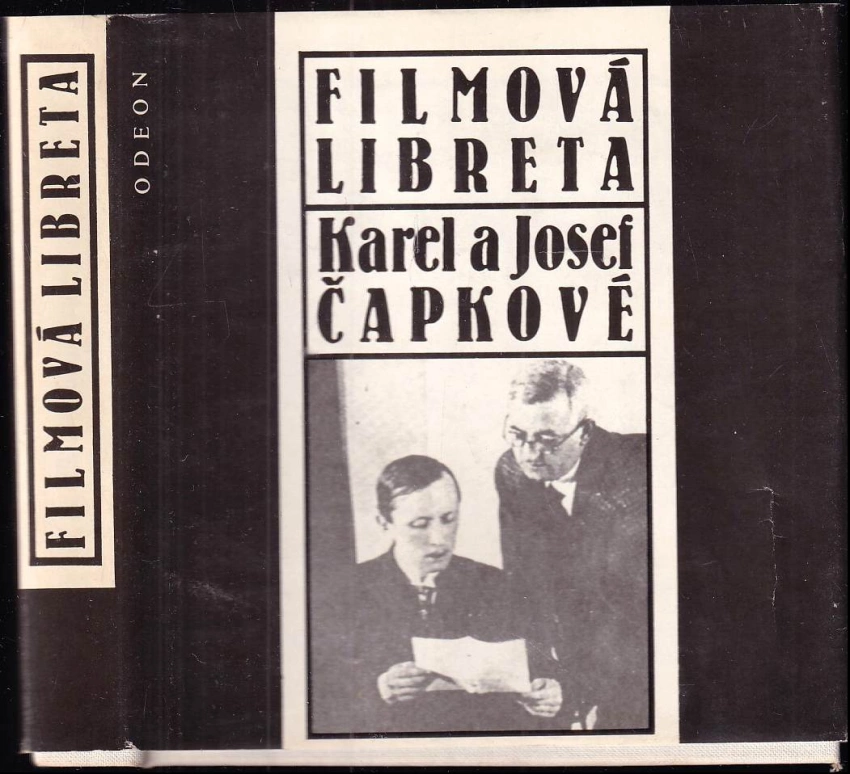 FILMOVÁ LIBRETA
ODEON
FILMOVÁ
LIBRETA
Karel a Josef
ČAPKOVÉ